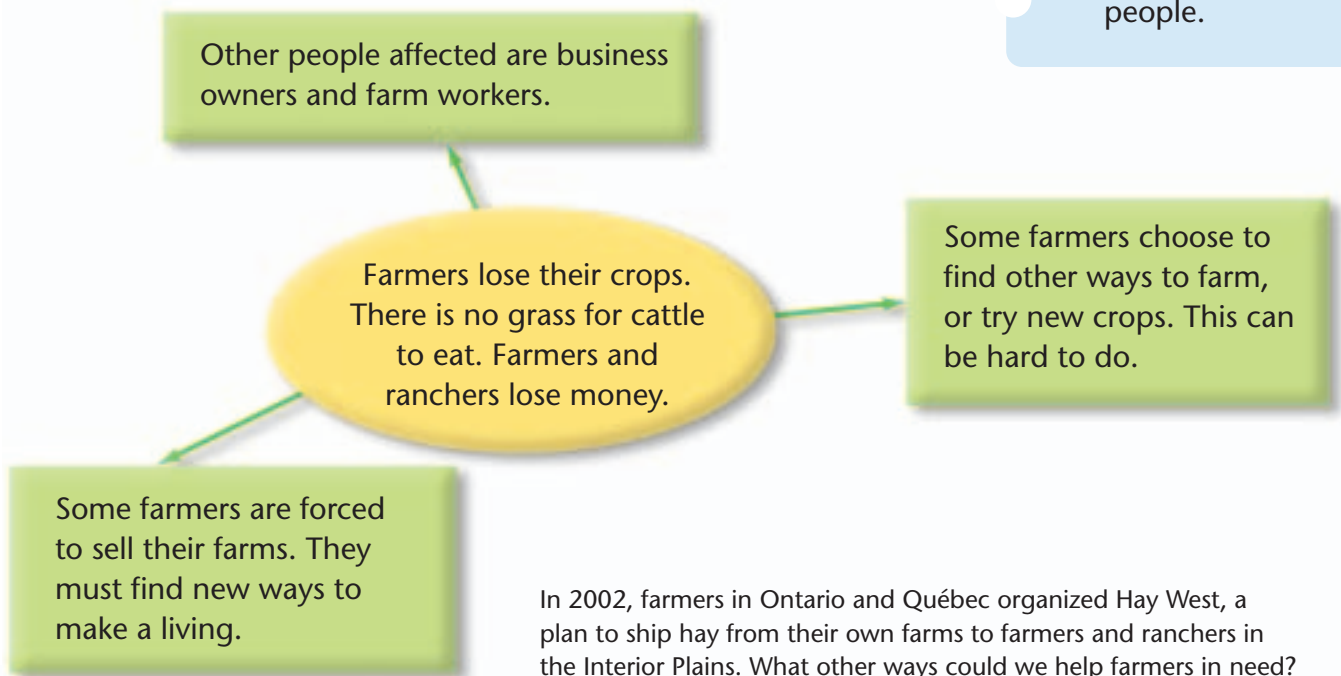 people.
Other people affected are business
owners and farm workers.
Farmers lose their crops.
There is no grass for cattle
to eat. Farmers and
ranchers lose money.
Some farmers choose to
find other ways to farm,
or try new crops. This can
be hard to do.
Some farmers are forced
to sell their farms. They
must find new ways to
make a living.
In 2002, farmers in Ontario and Québec organized Hay West, a
plan to ship hay from their own farms to farmers and ranchers in
the Interior Plains. What other ways could we help farmers in need?